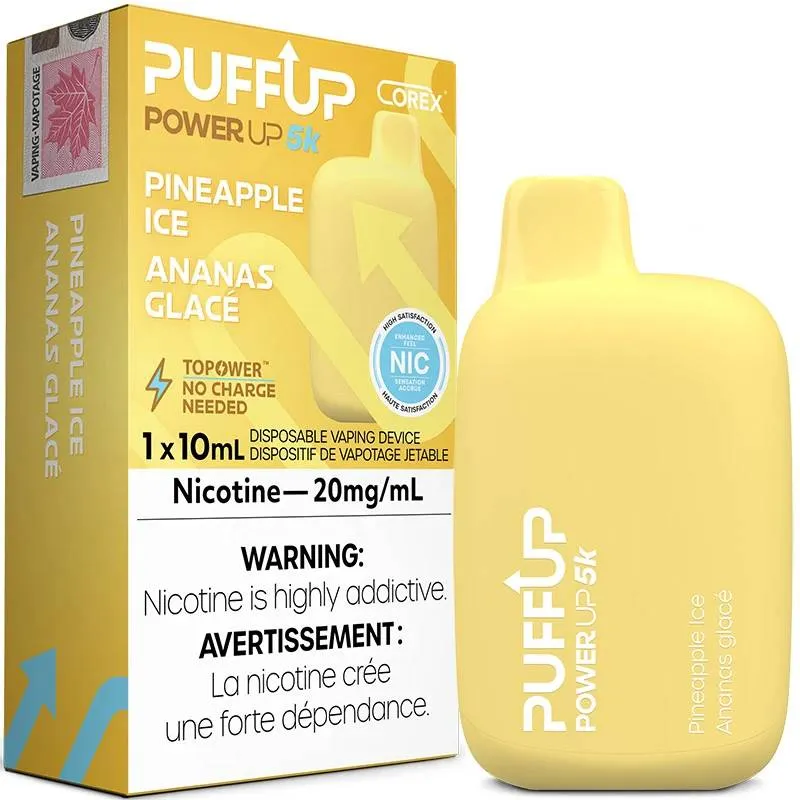 VAPING·VAPOTAGE
PINEAPPLE ICE
ANANAS GLACÉ
PUFFUP
COREX
POWER UP 5k
PINEAPPLE
ICE
ANANAS
GLACÉ
HIGH SATISFACTION
ENHANCED
FEEL
NIC
SENSATION
ACCRUE
HAUTE SATISFACTION
TOPOWER™
NO CHARGE
NEEDED
1 x 10mL DISPOSABLE VAPING DEVICE
DISPOSITIF DE VAPOTAGE JETABLE
Nicotine—20mg/mL
WARNING:
Nicotine is highly addictive.
AVERTISSEMENT:
La nicotine crée
une forte dépendance.
PUFFUP
POWER UP 5k
Pineapple Ice
Ananas glacé